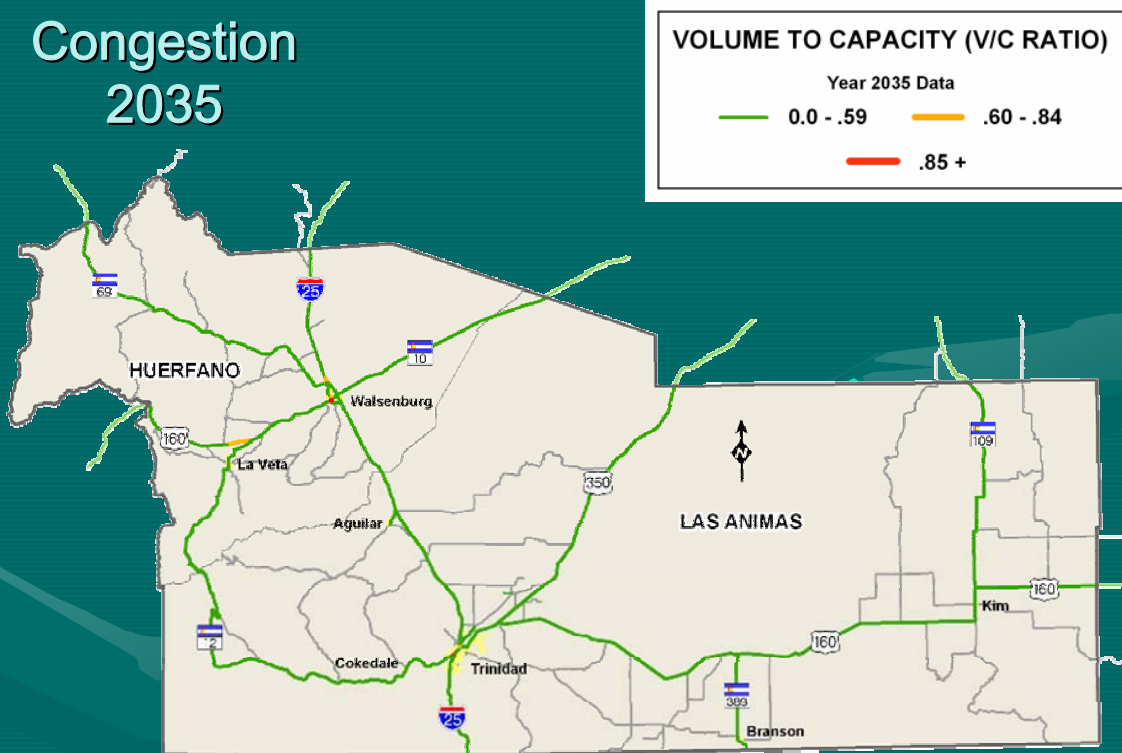 Congestion
2035
VOLUME TO CAPACITY (V/C RATIO)
Year 2035 Data
0.0 - .59
.60 - .84
.85 +
69
25
10
HUERFANO
Walsenburg
160
La Veta
109
N
350
Aguilar
LAS ANIMAS
160
Kim
12
160
Cokedale
Trinidad
389
25
Branson